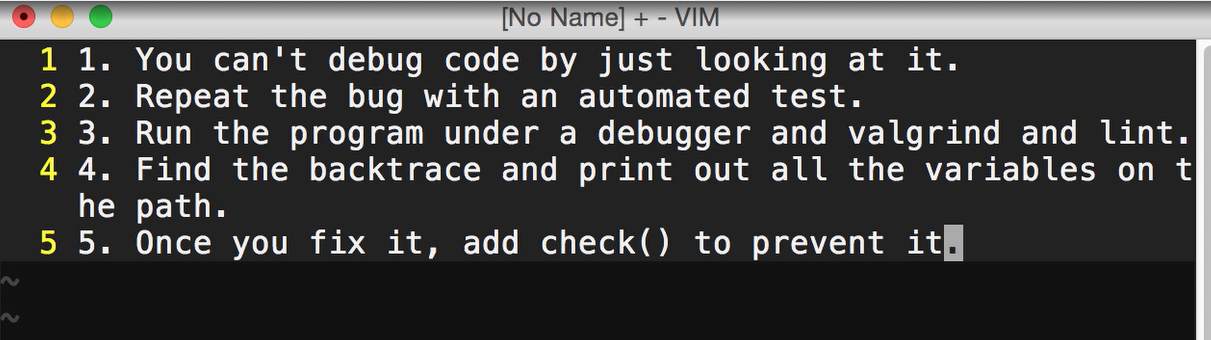 [No Name] + - VIM
1 1. You can't debug code by just looking at it.
2 2. Repeat the bug with an automated test.
3 3. Run the program under a debugger and valgrind and lint.
4 4. Find the backtrace and print out all the variables on t
he path.
5 5. Once you fix it, add check() to prevent it.
~
~